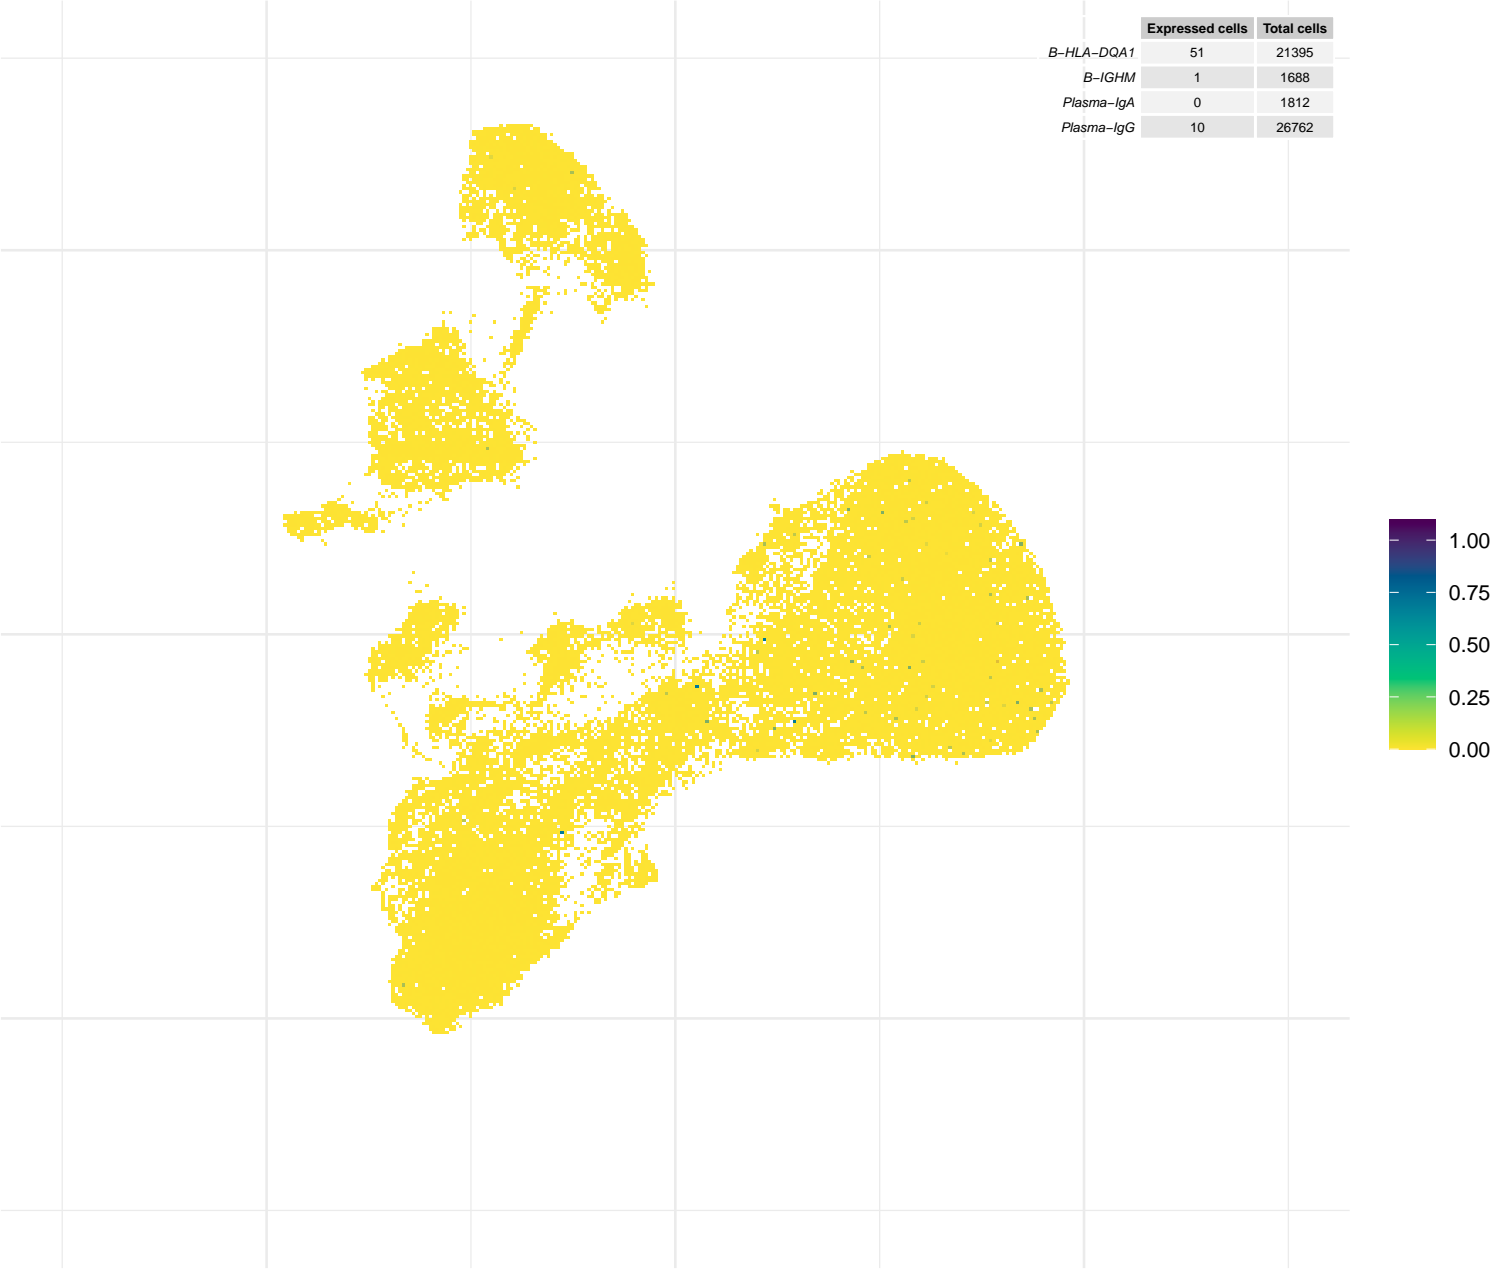 Expressed cells Total cells
B−HLA−DQA1 51 21395
B−IGHM 1 1688
Plasma−IgA 0 1812
Plasma−IgG 10 26762
1.00
0.75
0.50
0.25
0.00